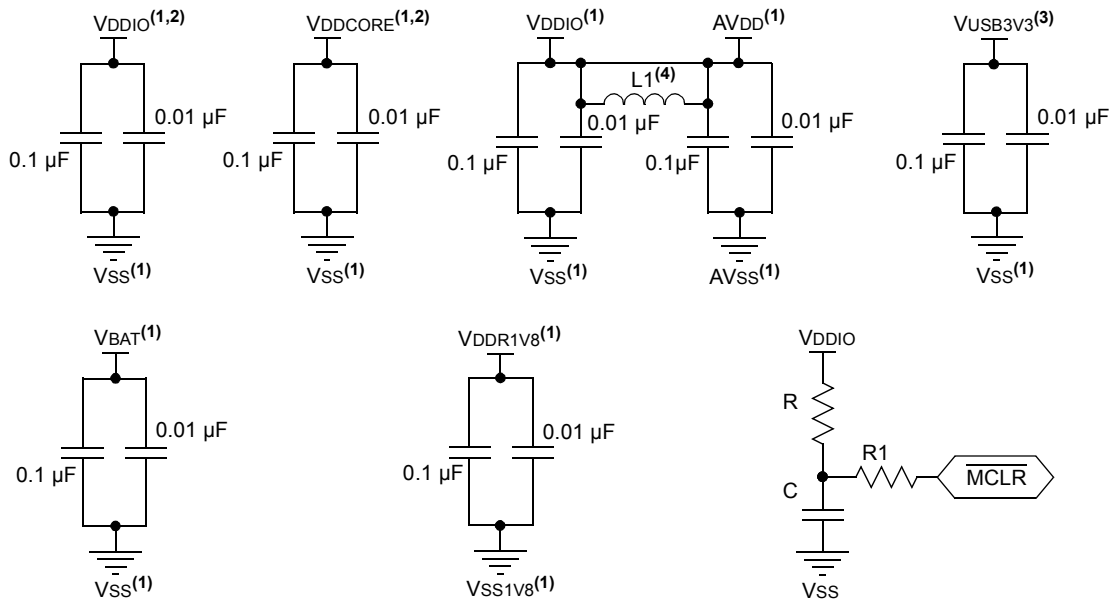 VDDIO(1,2)
0.01 µF
0.1 µF
VSS(1)
VDDCORE(1,2)
0.01 µF
0.1 µF
VSS(1)
VDDIO(1)
AVDD(1)
L1(4)
0.01 µF
0.01 µF
0.1 µF
0.1µF
VSS(1)
AVSS(1)
VUSB3V3(3)
0.01 µF
0.1 µF
VSS(1)
VBAT(1)
0.01 µF
0.1 µF
VSS(1)
VDDR1V8(1)
0.01 µF
0.1 µF
VSS1V8(1)
VDDIO
R
R1
MCLR
C
VSS